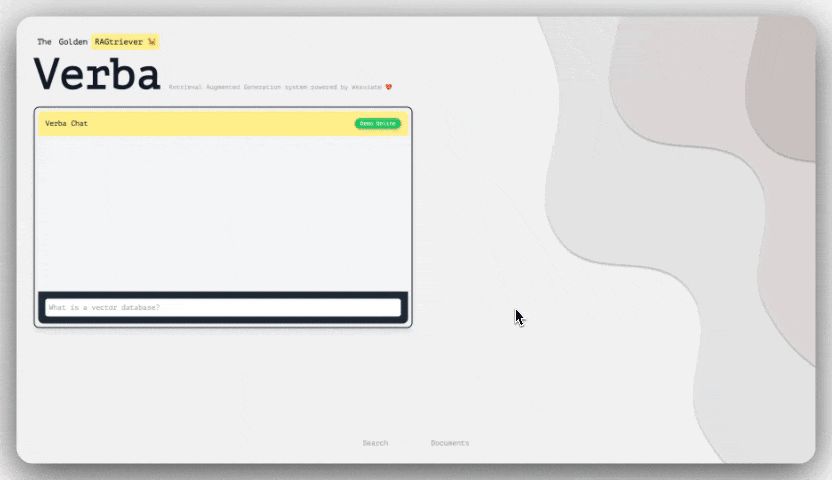 The Golden RAGtriever
Verba
Retrieval Augmented Generation system powered by Weaviate
Verba Chat
Demo Online
What is a vector database?
Search Documents